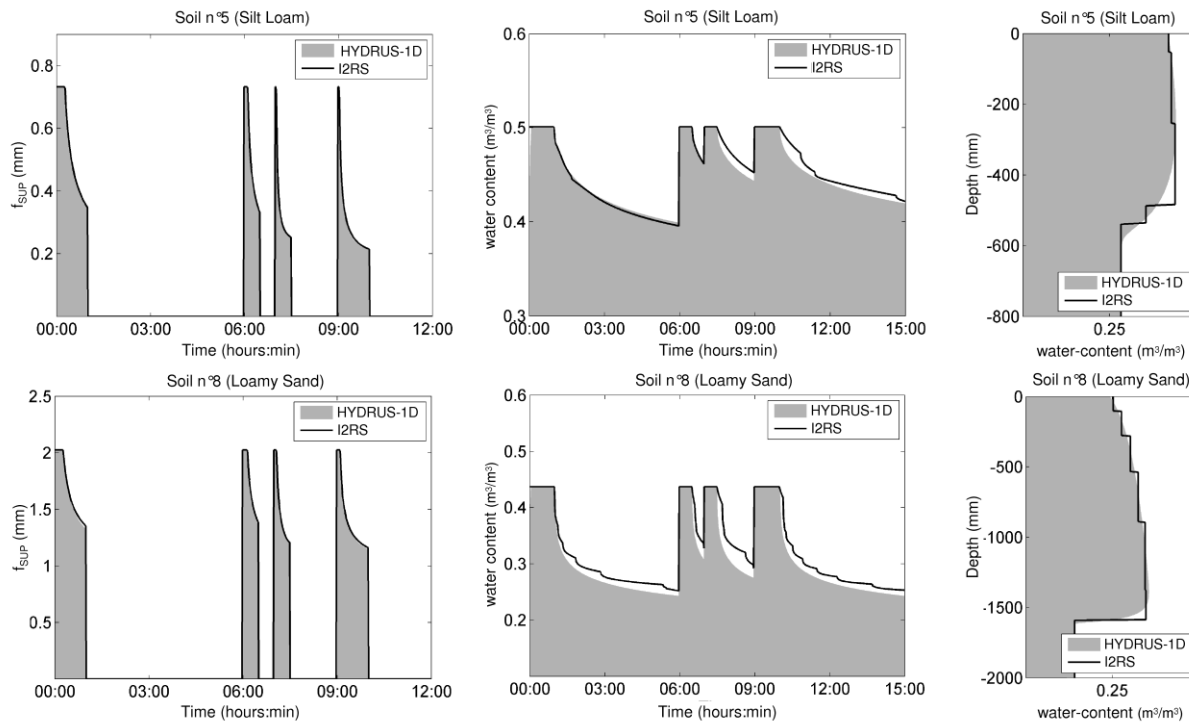 Soil n°5 (Silt Loam)
HYDRUS-1D
I2RS
0.8
0.6
0.4
0.2
f_SUP (mm)
00:00 03:00 06:00 09:00 12:00
Time (hours:min)
Soil n°5 (Silt Loam)
HYDRUS-1D
I2RS
0.6
0.5
0.4
0.3
water content (m³/m³)
00:00 03:00 06:00 09:00 12:00 15:00
Time (hours:min)
Soil n°5 (Silt Loam)
0
-200
-400
-600
-800
Depth (mm)
HYDRUS-1D
I2RS
0.25
water-content (m³/m³)
Soil n°8 (Loamy Sand)
HYDRUS-1D
I2RS
2.5
2
1.5
1
0.5
f_SUP (mm)
00:00 03:00 06:00 09:00 12:00
Time (hours:min)
Soil n°8 (Loamy Sand)
HYDRUS-1D
I2RS
0.6
0.5
0.4
0.3
0.2
water content (m³/m³)
00:00 03:00 06:00 09:00 12:00 15:00
Time (hours:min)
Soil n°8 (Loamy Sand)
0
-500
-1000
-1500
-2000
Depth (mm)
HYDRUS-1D
I2RS
0.25
water-content (m³/m³)